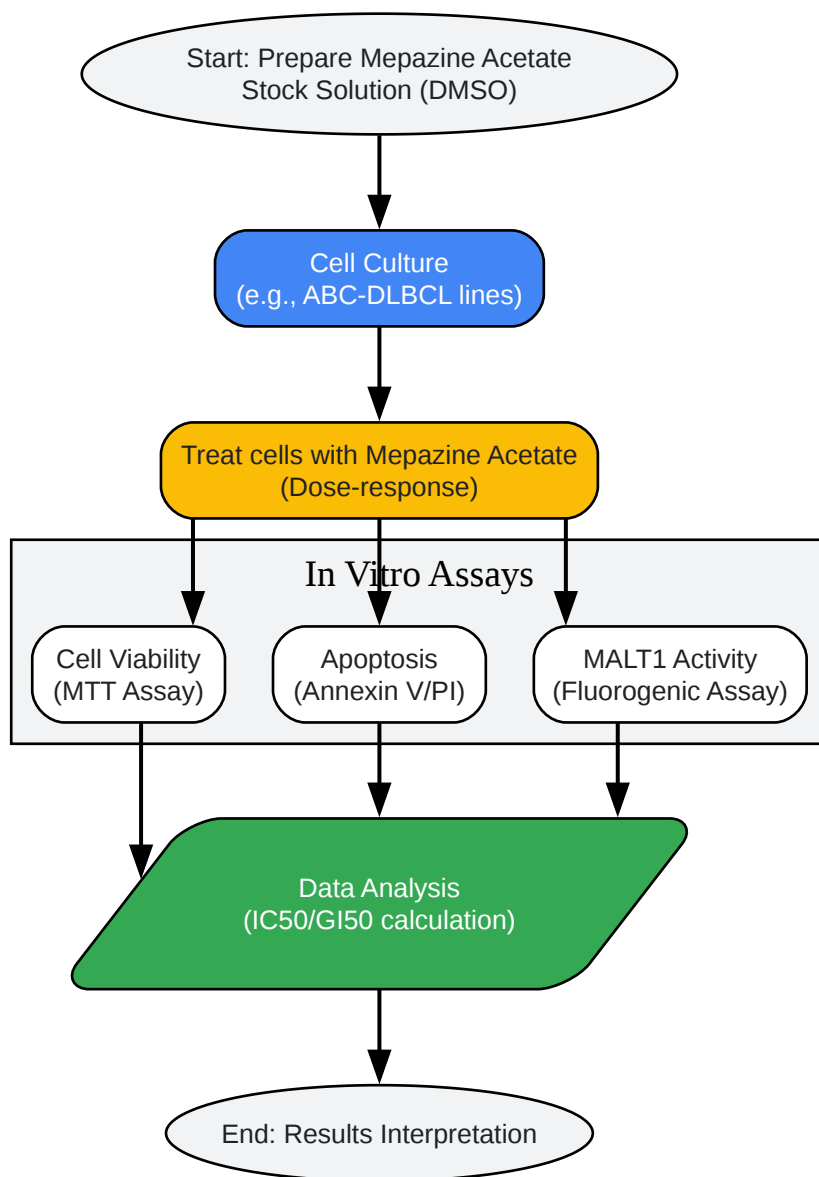 Start: Prepare Mepazine Acetate
Stock Solution (DMSO)
Cell Culture
(e.g., ABC-DLBCL lines)
Treat cells with Mepazine Acetate
(Dose-response)
In Vitro Assays
Cell Viability
(MTT Assay)
Apoptosis
(Annexin V/PI)
MALT1 Activity
(Fluorogenic Assay)
Data Analysis
(IC50/GI50 calculation)
End: Results Interpretation